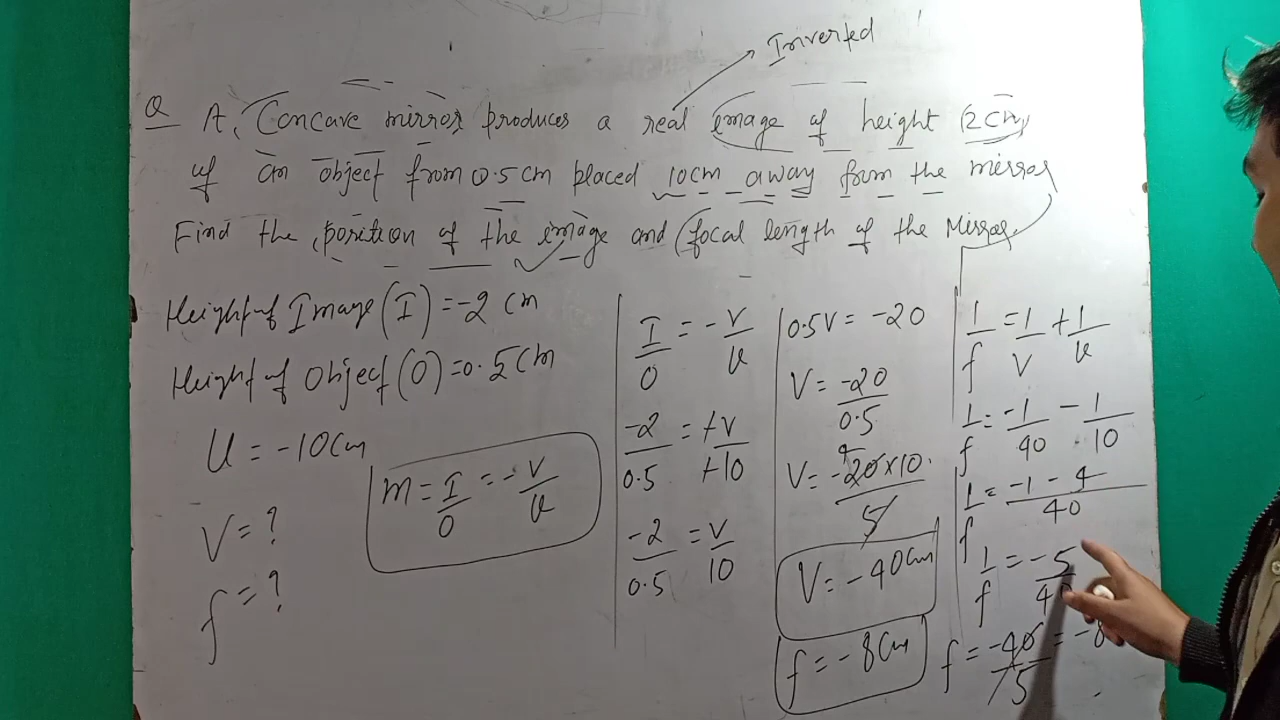 Inverted
Q A, Concave mirror produces a real image of height (2cm)
of an object from 0.5cm placed 10cm away from the mirror
Find the position of the image and (focal length of the Mirror.
Height of Image (I) = -2 cm
Height of Object (O) = 0.5 cm
U = -10cm
V = ?
f = ?
m = I/O = -V/U
I/O = -V/U
-2/0.5 = +V/+10
-2/0.5 = V/10
0.5V = -20
V = -20/0.5
V = -20x10/5
V = -40cm
f = -8cm
1/f = 1/V + 1/U
1/f = -1/40 - 1/10
1/f = -1 - 4/40
1/f = -5/40
f = -40/5 = -8